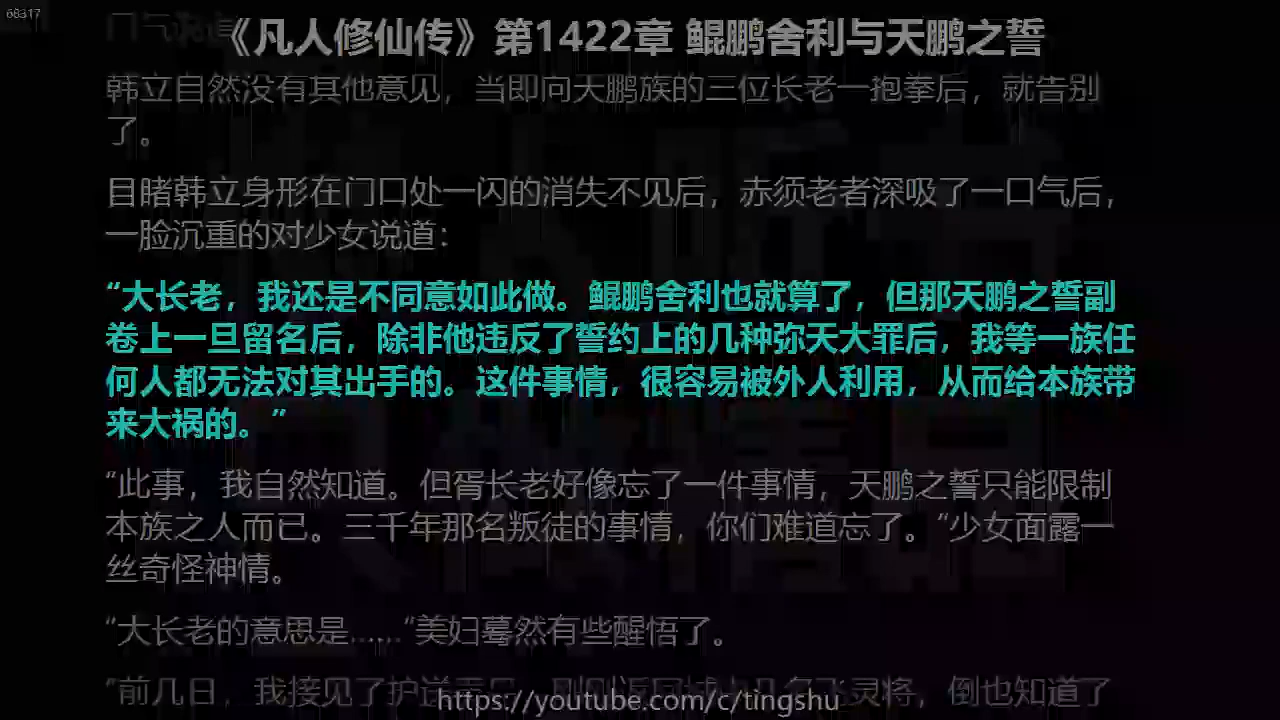 68317
《凡人修仙传》第1422章 鲲鹏舍利与天鹏之誓
韩立自然没有其他意见，当即向天鹏族的三位长老一抱拳后，就告别
了。
目睹韩立身形在门口处一闪的消失不见后，赤须老者深吸了一口气后，
一脸沉重的对少女说道：
“大长老，我还是不同意如此做。鲲鹏舍利也就算了，但那天鹏之誓副
卷上一旦留名后，除非他违反了誓约上的几种弥天大罪后，我等一族任
何人都无法对其出手的。这件事情，很容易被外人利用，从而给本族带
来大祸的。”
“此事，我自然知道。但胥长老好像忘了一件事情，天鹏之誓只能限制
本族之人而已。三千年那名叛徒的事情，你们难道忘了。“少女面露一
丝奇怪神情。
“大长老的意思是……“美妇蓦然有些醒悟了。
“前几日，我接见了护送 灵将，倒也知道了
https://youtube.com/c/tingshu